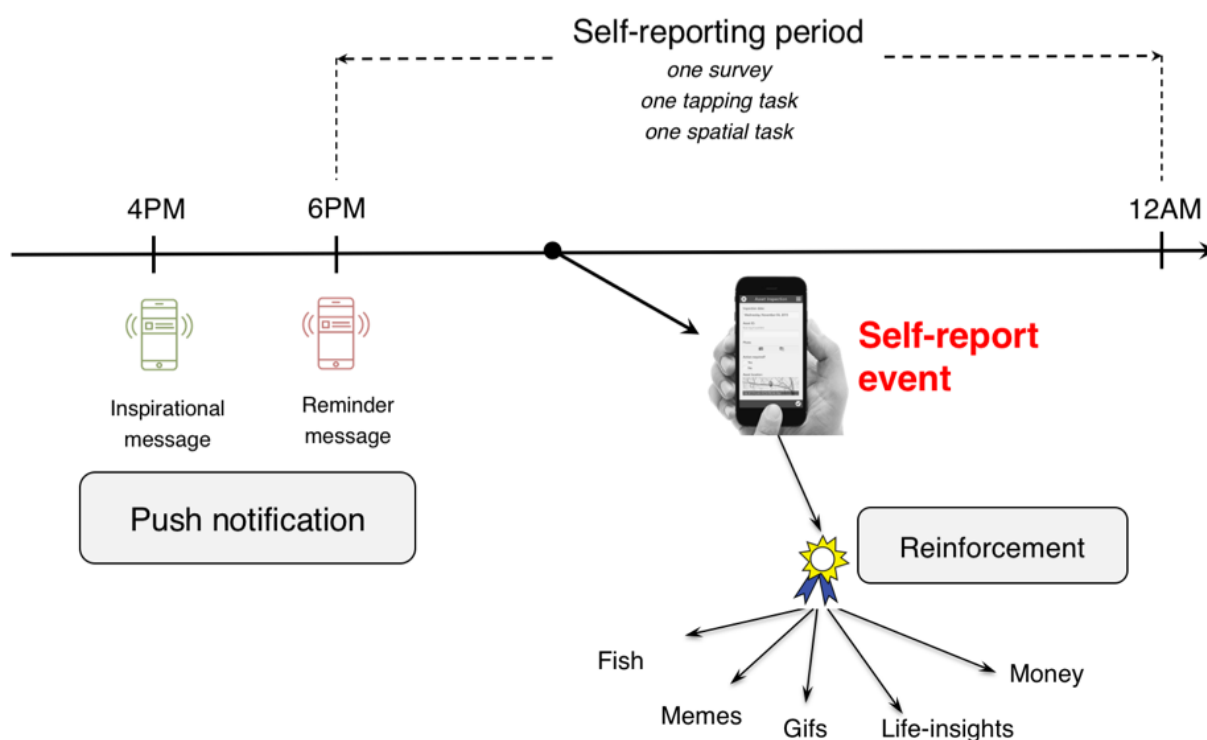 Self-reporting period
one survey
one tapping task
one spatial task
4PM
6PM
12AM
Inspirational
message
Reminder
message
Self-report
event
Push notification
Reinforcement
Fish
Memes
Gifs
Life-insights
Money